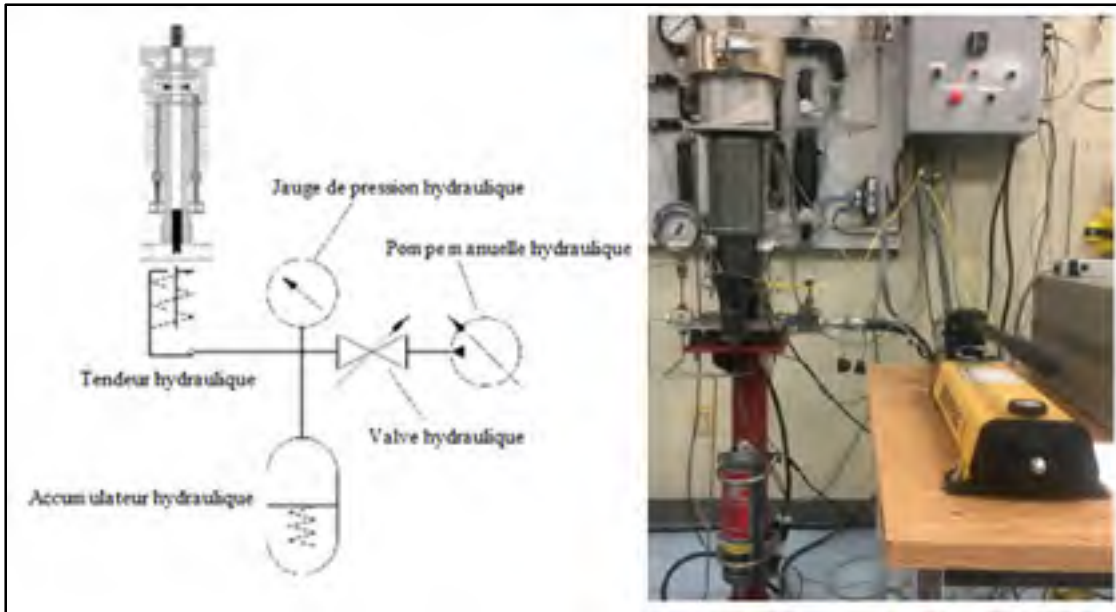 Jauge de pression hydraulique
Pompe manuelle hydraulique
Tendeur hydraulique
Valve hydraulique
Accumulateur hydraulique